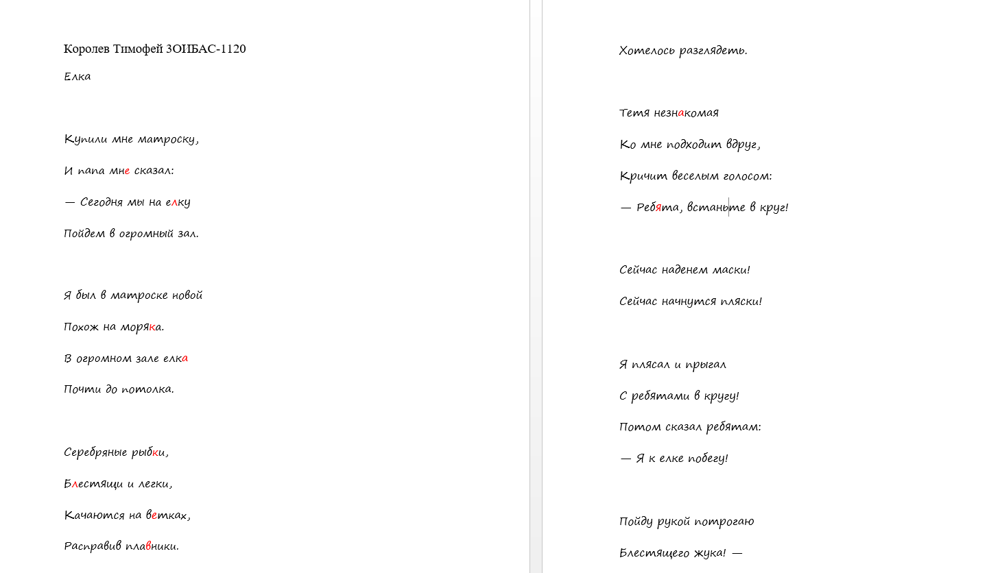 Королев Тимофей ЗОИБАС-1120
Елка
Купили мне матроску,
И папа мне сказал:
— Сегодня мы на елку
Пойдем в огромный зал.
Я был в матроске новой
Похож на моряка.
В огромном зале елка
Почти до потолка.
Серебряные рыбки,
Блестящи и легки,
Качаются на ветках,
Расправив плавники.
Хотелось разглядеть.
Тетя незнакомая
Ко мне подходит вдруг,
Кричит веселым голосом:
— Ребята, встаньте в круг!
Сейчас наденем маски!
Сейчас начнутся пляски!
Я плясал и прыгал
С ребятами в кругу!
Потом сказал ребятам:
— Я к елке побегу!
Пойду рукой потрогаю
Блестящего жука! —